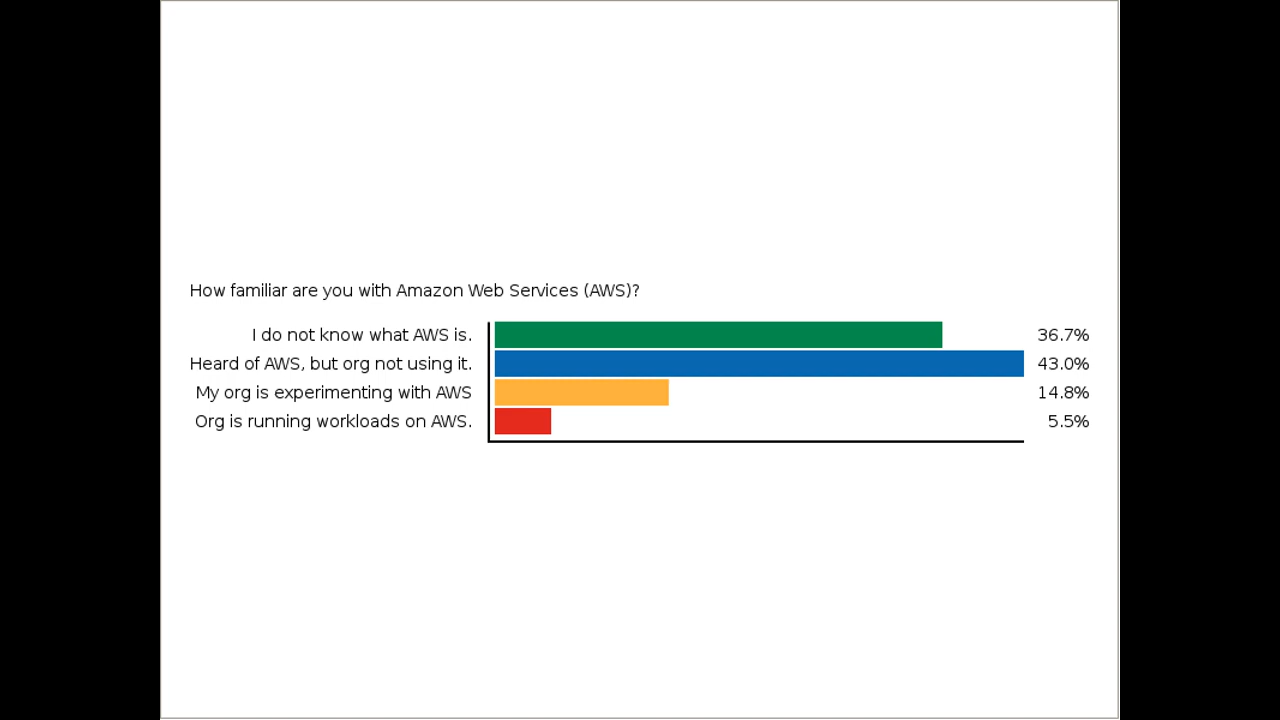 How familiar are you with Amazon Web Services (AWS)?
I do not know what AWS is. 36.7%
Heard of AWS, but org not using it. 43.0%
My org is experimenting with AWS 14.8%
Org is running workloads on AWS. 5.5%